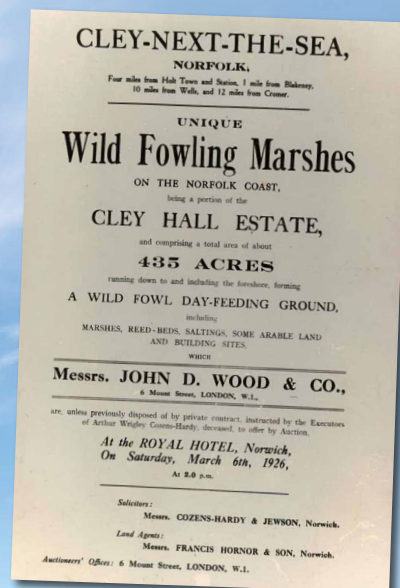 CLEY-NEXT-THE-SEA,
NORFOLK,
Four miles from Holt Town and Station, 1 mile from Blakeney,
10 miles from Wells, and 12 miles from Cromer.
UNIQUE
Wild Fowling Marshes
ON THE NORFOLK COAST,
being a portion of the
CLEY HALL ESTATE,
and comprising a total area of about
435 ACRES
running down to and including the foreshore, forming
A WILD FOWL DAY-FEEDING GROUND,
including
MARSHES, REED-BEDS, SALTINGS, SOME ARABLE LAND
AND BUILDING SITES,
WHICH
Messrs. JOHN D. WOOD & CO.,
6 Mount Street, LONDON, W.1.,
are, unless previously disposed of by private contract, instructed by the Executors
of Arthur Wrigley Cozens-Hardy, deceased, to offer by Auction,
At the ROYAL HOTEL, Norwich,
On Saturday, March 6th, 1926,
At 2.0 p.m.
Solicitors:
Messrs. COZENS-HARDY & JEWSON, Norwich.
Land Agents:
Messrs. FRANCIS HORNOR & SON, Norwich.
Auctioneers' Offices: 6 Mount Street, LONDON, W.1.